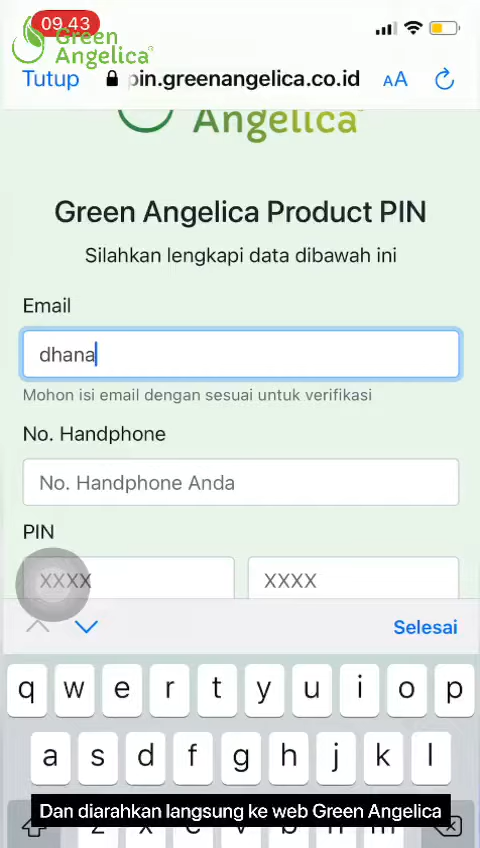 09.43
Green
Angelica®
Tutup
pin.greenangelica.co.id
AA
Angelica
Green Angelica Product PIN
Silahkan lengkapi data dibawah ini
Email
dhana
Mohon isi email dengan sesuai untuk verifikasi
No. Handphone
No. Handphone Anda
PIN
XXXX XXXX
Selesai
q w e r t y u i o p
a s d f g h j k l
z x c v b n m
Dan diarahkan langsung ke web Green Angelica